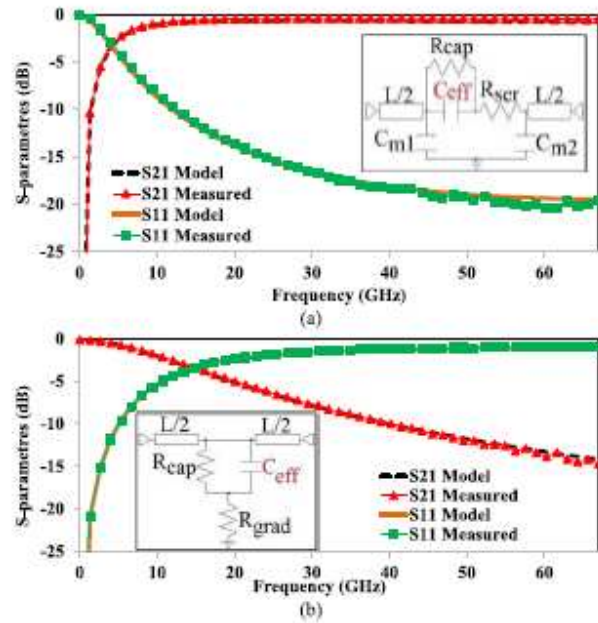 (a)
S-parametres (dB)
0
-5
-10
-15
-20
-25
0 10 20 30 40 50 60
Frequency (GHz)
S21 Model
S21 Measured
S11 Model
S11 Measured
Rcap
L/2 Ceff Rser L/2
Cm1 Cm2
(a)
S-parametres (dB)
0
-5
-10
-15
-20
-25
0 10 20 30 40 50 60
Frequency (GHz)
L/2 L/2
Rcap Ceff
Rgrad
S21 Model
S21 Measured
S11 Model
S11 Measured
(b)